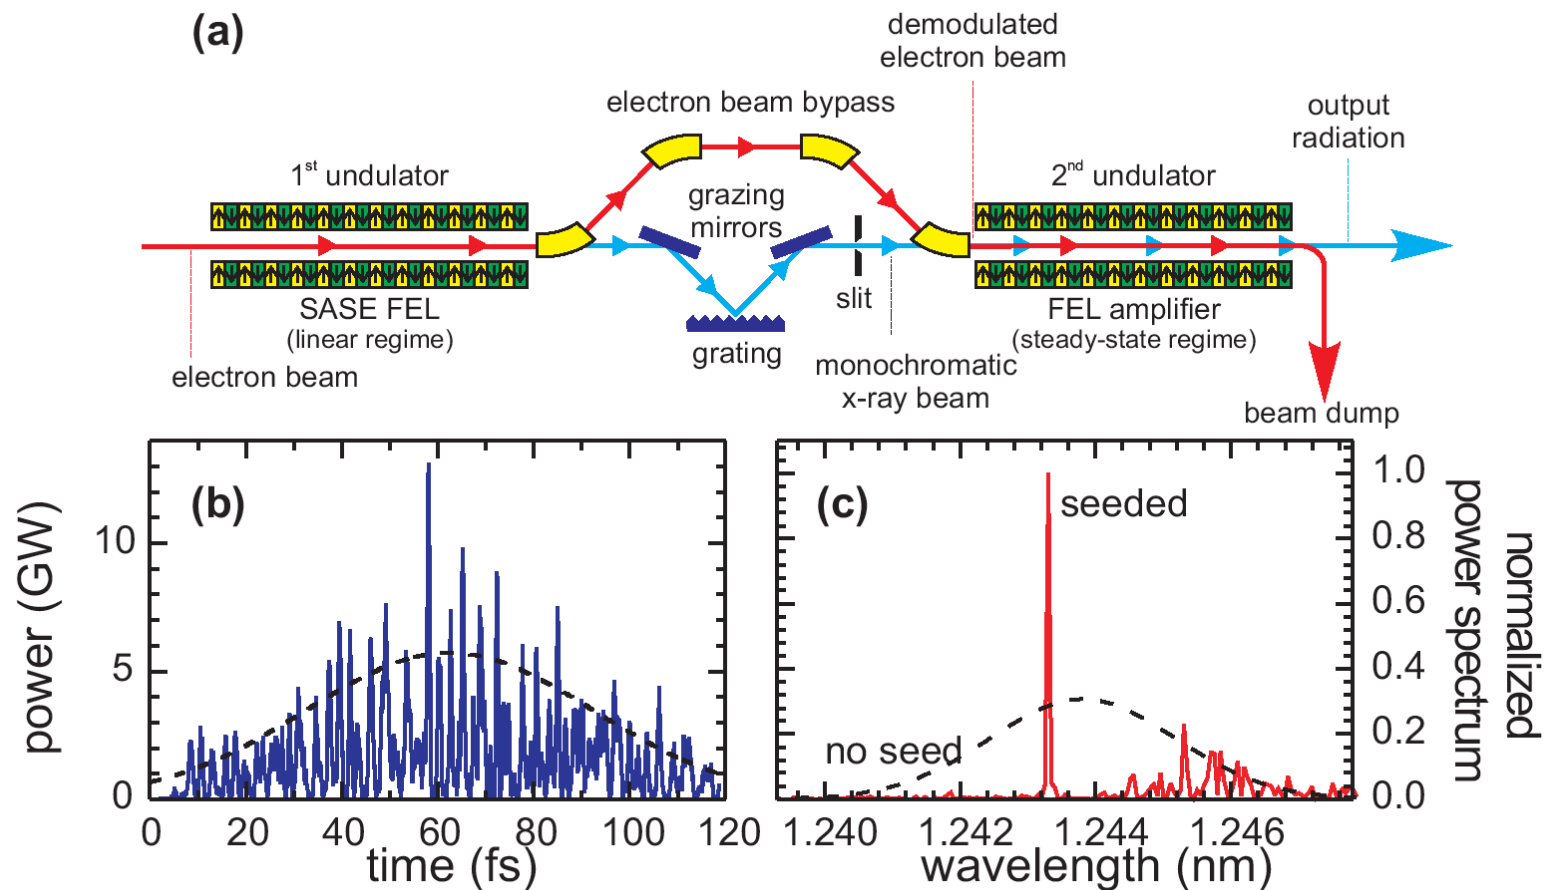 (a)
demodulated
electron beam
electron beam bypass
output
radiation
1st undulator
grazing
mirrors
2nd undulator
slit
SASE FEL
(linear regime)
FEL amplifier
(steady-state regime)
grating
electron beam
monochromatic
x-ray beam
beam dump
(b)
power (GW)
10
5
0
0 20 40 60 80 100 120
time (fs)
(c)
seeded
no seed
1.0
0.8
0.6
0.4
0.2
0.0
normalized
power spectrum
1.240 1.242 1.244 1.246
wavelength (nm)